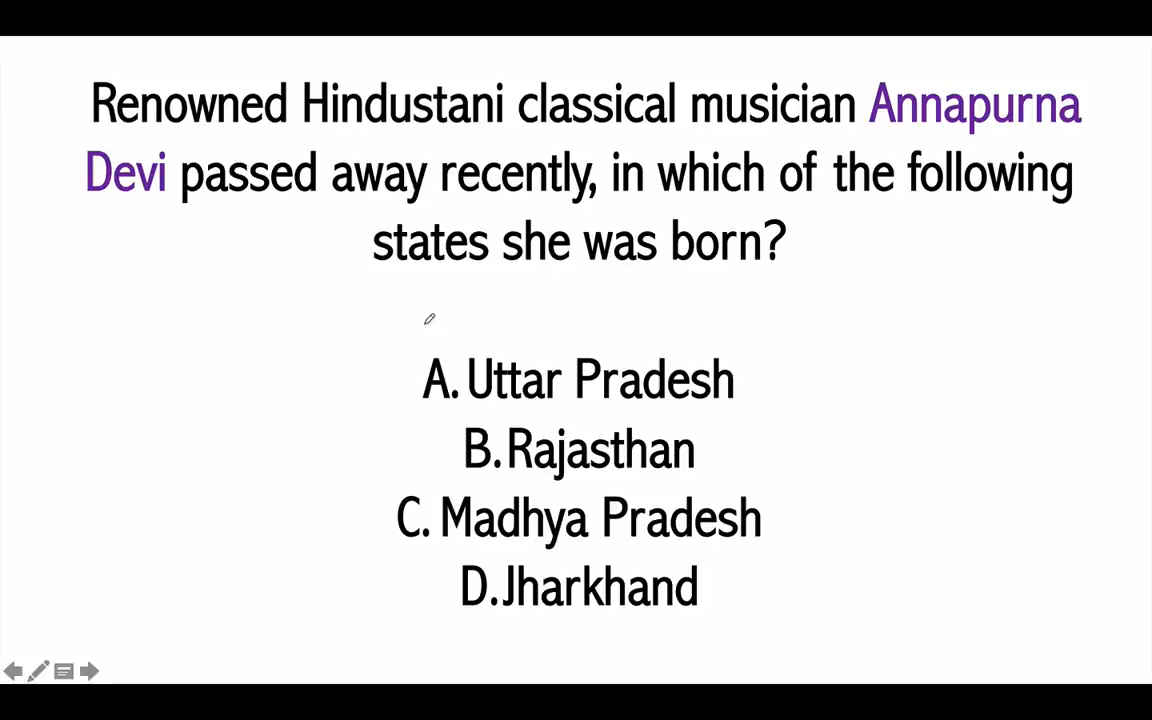 Renowned Hindustani classical musician Annapurna
Devi passed away recently, in which of the following
states she was born?
A. Uttar Pradesh
B. Rajasthan
C. Madhya Pradesh
D. Jharkhand